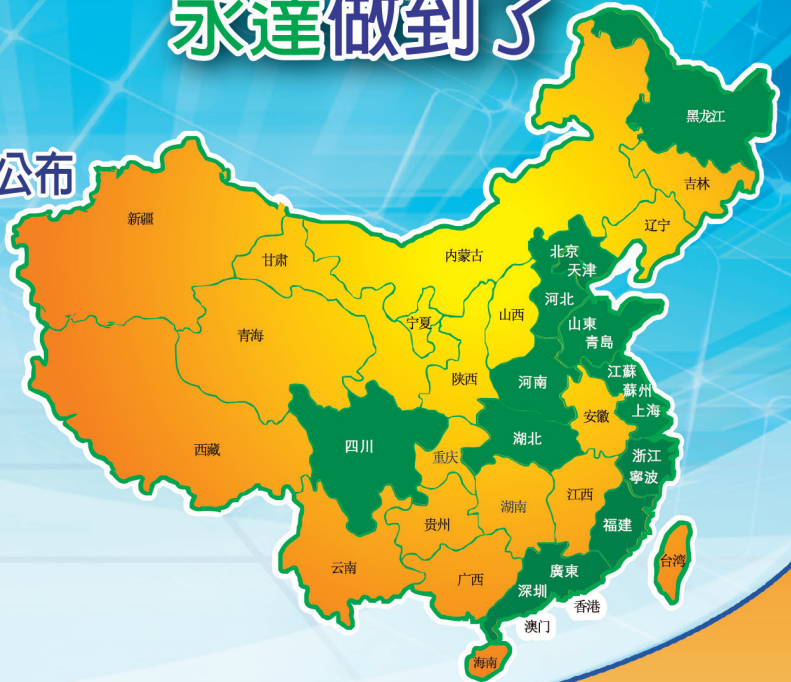 永達做到了
公布
黑龙江
吉林
辽宁
新疆
甘肃
内蒙古
北京
天津
河北
山西
宁夏
青海
山東
青島
陕西
河南
江蘇
蘇州
上海
安徽
西藏
四川
湖北
重庆
浙江
寧波
江西
湖南
贵州
福建
云南
广西
廣東
深圳
台湾
香港
澳门
海南